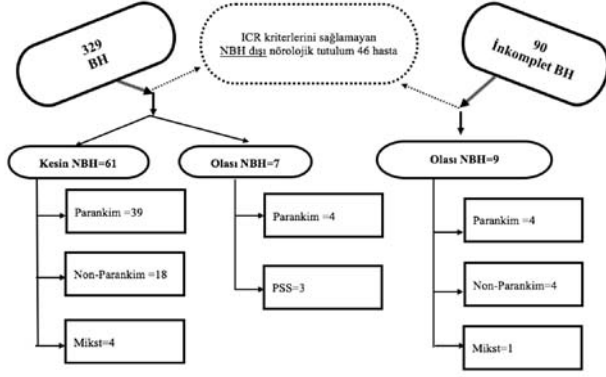 329
BH
ICR kriterlerini sağlamayan
NBH dışı nörolojik tutulum 46 hasta
90
İnkomplet BH
Kesin NBH=61
Olası NBH=7
Olası NBH=9
Parankim =39
Parankim =4
Parankim =4
Non-Parankim =18
PSS=3
Non-Parankim=4
Mikst=4
Mikst=1